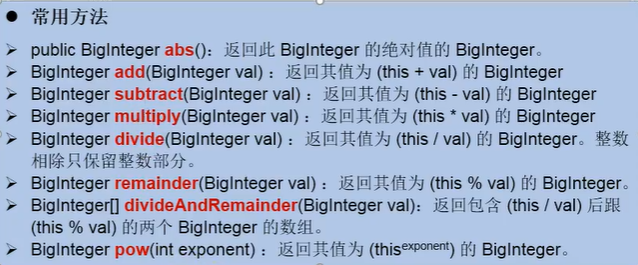 ● 常用方法
➢ public BigInteger abs()：返回此 BigInteger 的绝对值的 BigInteger。
➢ BigInteger add(BigInteger val) ：返回其值为 (this + val) 的 BigInteger
➢ BigInteger subtract(BigInteger val) ：返回其值为 (this - val) 的 BigInteger
➢ BigInteger multiply(BigInteger val) ：返回其值为 (this * val) 的 BigInteger
➢ BigInteger divide(BigInteger val) ：返回其值为 (this / val) 的 BigInteger。整数
相除只保留整数部分。
➢ BigInteger remainder(BigInteger val) ：返回其值为 (this % val) 的 BigInteger。
➢ BigInteger[] divideAndRemainder(BigInteger val)：返回包含 (this / val) 后跟
(this % val) 的两个 BigInteger 的数组。
➢ BigInteger pow(int exponent) ：返回其值为 (thisexponent) 的 BigInteger。